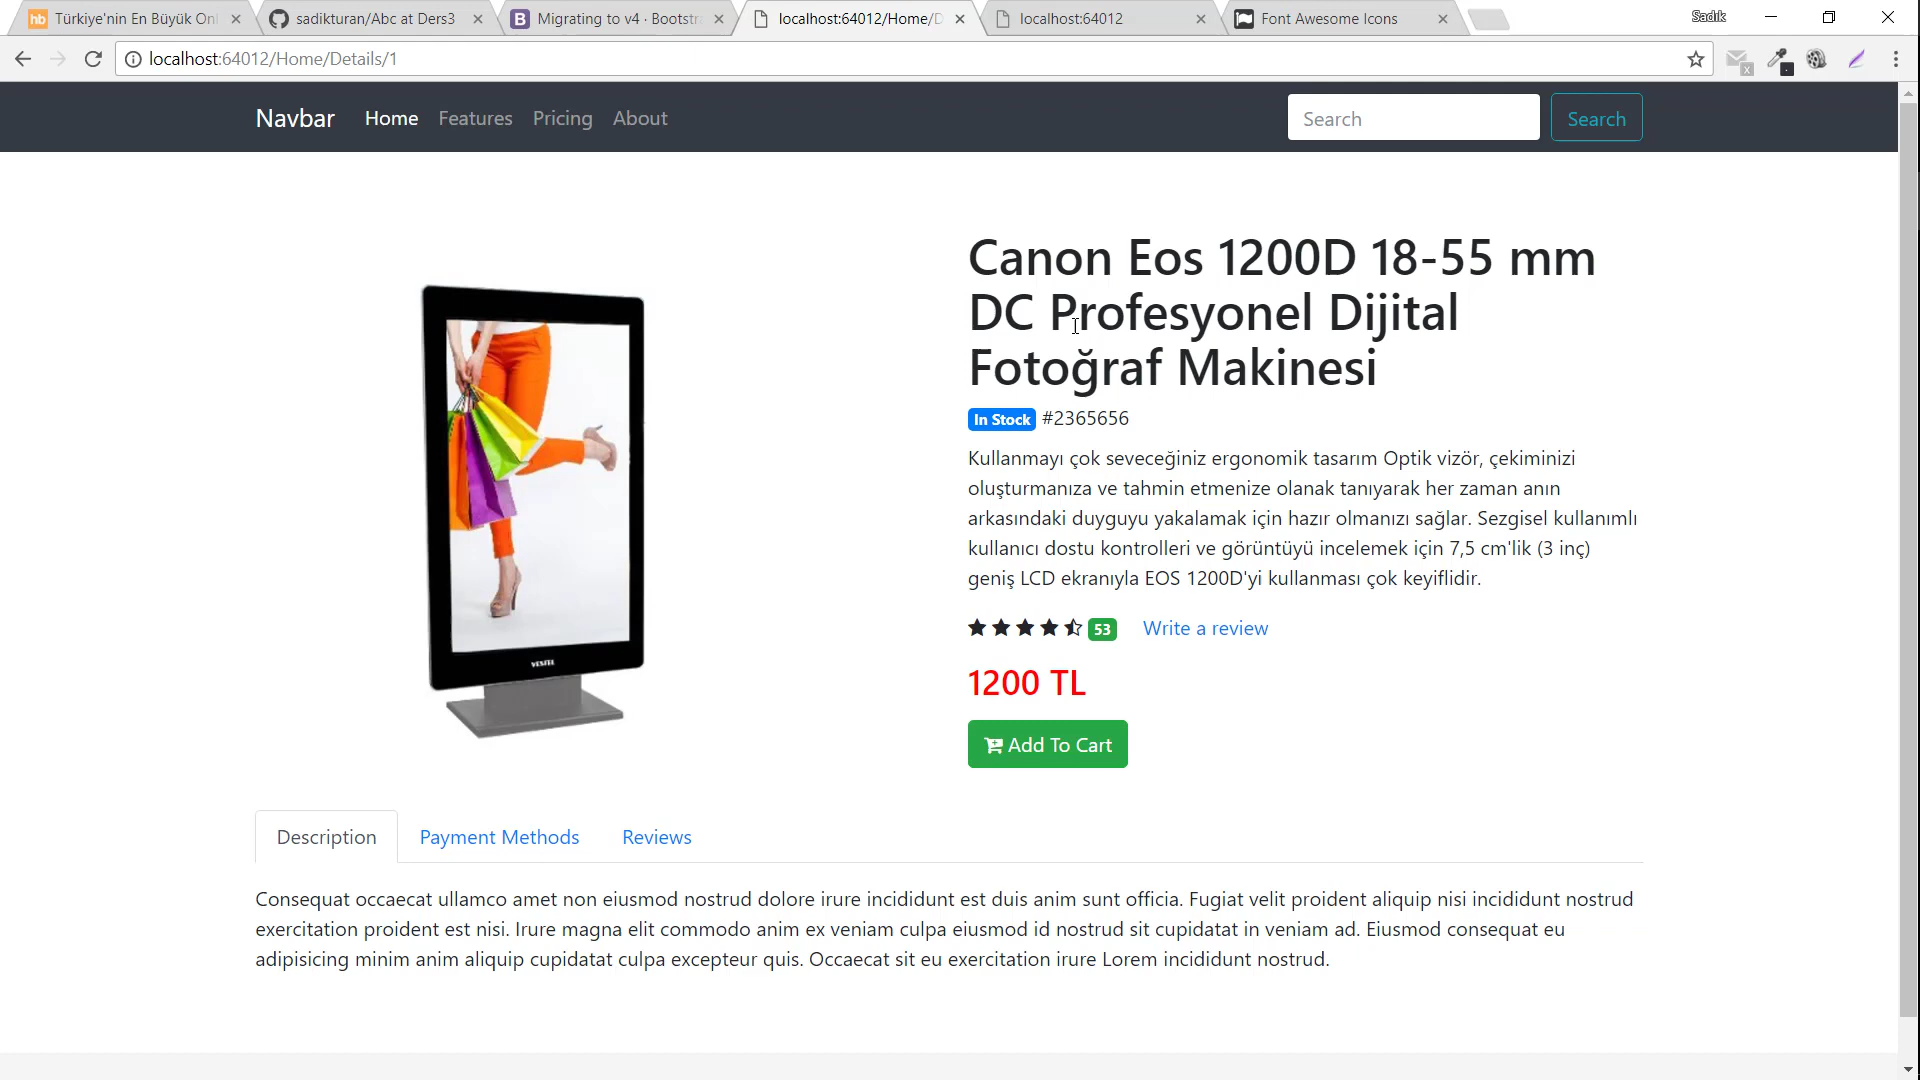 Türkiye'nin En Büyük Onl
sadikturan/Abc at Ders3
Migrating to v4 · Bootstr
localhost:64012/Home/D
localhost:64012
Font Awesome Icons
Sadık
localhost:64012/Home/Details/1
Navbar Home Features Pricing About Search Search
Canon Eos 1200D 18-55 mm
DC Profesyonel Dijital
Fotoğraf Makinesi
In Stock #2365656
Kullanmayı çok seveceğiniz ergonomik tasarım Optik vizör, çekiminizi
oluşturmanıza ve tahmin etmenize olanak tanıyarak her zaman anın
arkasındaki duyguyu yakalamak için hazır olmanızı sağlar. Sezgisel kullanımlı
kullanıcı dostu kontrolleri ve görüntüyü incelemek için 7,5 cm'lik (3 inç)
geniş LCD ekranıyla EOS 1200D'yi kullanması çok keyiflidir.
53 Write a review
VESTEL
1200 TL
Add To Cart
Description Payment Methods Reviews
Consequat occaecat ullamco amet non eiusmod nostrud dolore irure incididunt est duis anim sunt officia. Fugiat velit proident aliquip nisi incididunt nostrud
exercitation proident est nisi. Irure magna elit commodo anim ex veniam culpa eiusmod id nostrud sit cupidatat in veniam ad. Eiusmod consequat eu
adipisicing minim anim aliquip cupidatat culpa excepteur quis. Occaecat sit eu exercitation irure Lorem incididunt nostrud.